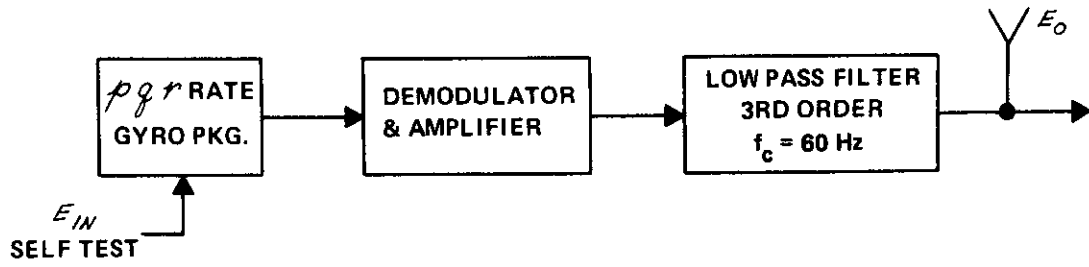 p q r RATE
GYRO PKG.
DEMODULATOR
& AMPLIFIER
LOW PASS FILTER
3RD ORDER
f_c = 60 Hz
E_O
E_IN
SELF TEST